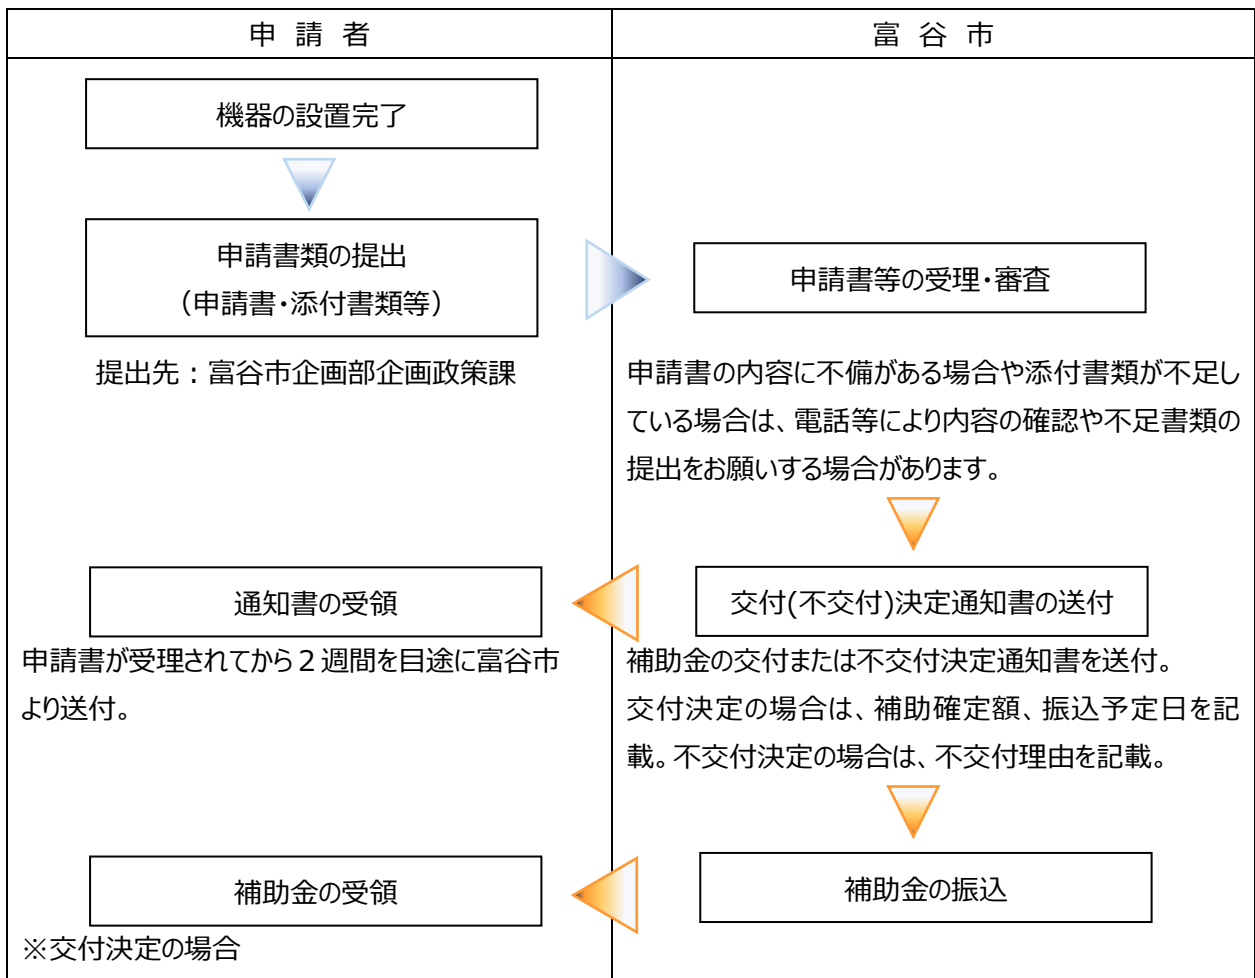 申 請 者
富 谷 市
機器の設置完了
申請書類の提出
（申請書・添付書類等）
申請書等の受理・審査
提出先：富谷市企画部企画政策課
申請書の内容に不備がある場合や添付書類が不足し
ている場合は、電話等により内容の確認や不足書類の
提出をお願いする場合があります。
通知書の受領
交付(不交付)決定通知書の送付
申請書が受理されてから２週間を目途に富谷市
より送付。
補助金の交付または不交付決定通知書を送付。
交付決定の場合は、補助確定額、振込予定日を記
載。不交付決定の場合は、不交付理由を記載。
補助金の受領
補助金の振込
※交付決定の場合